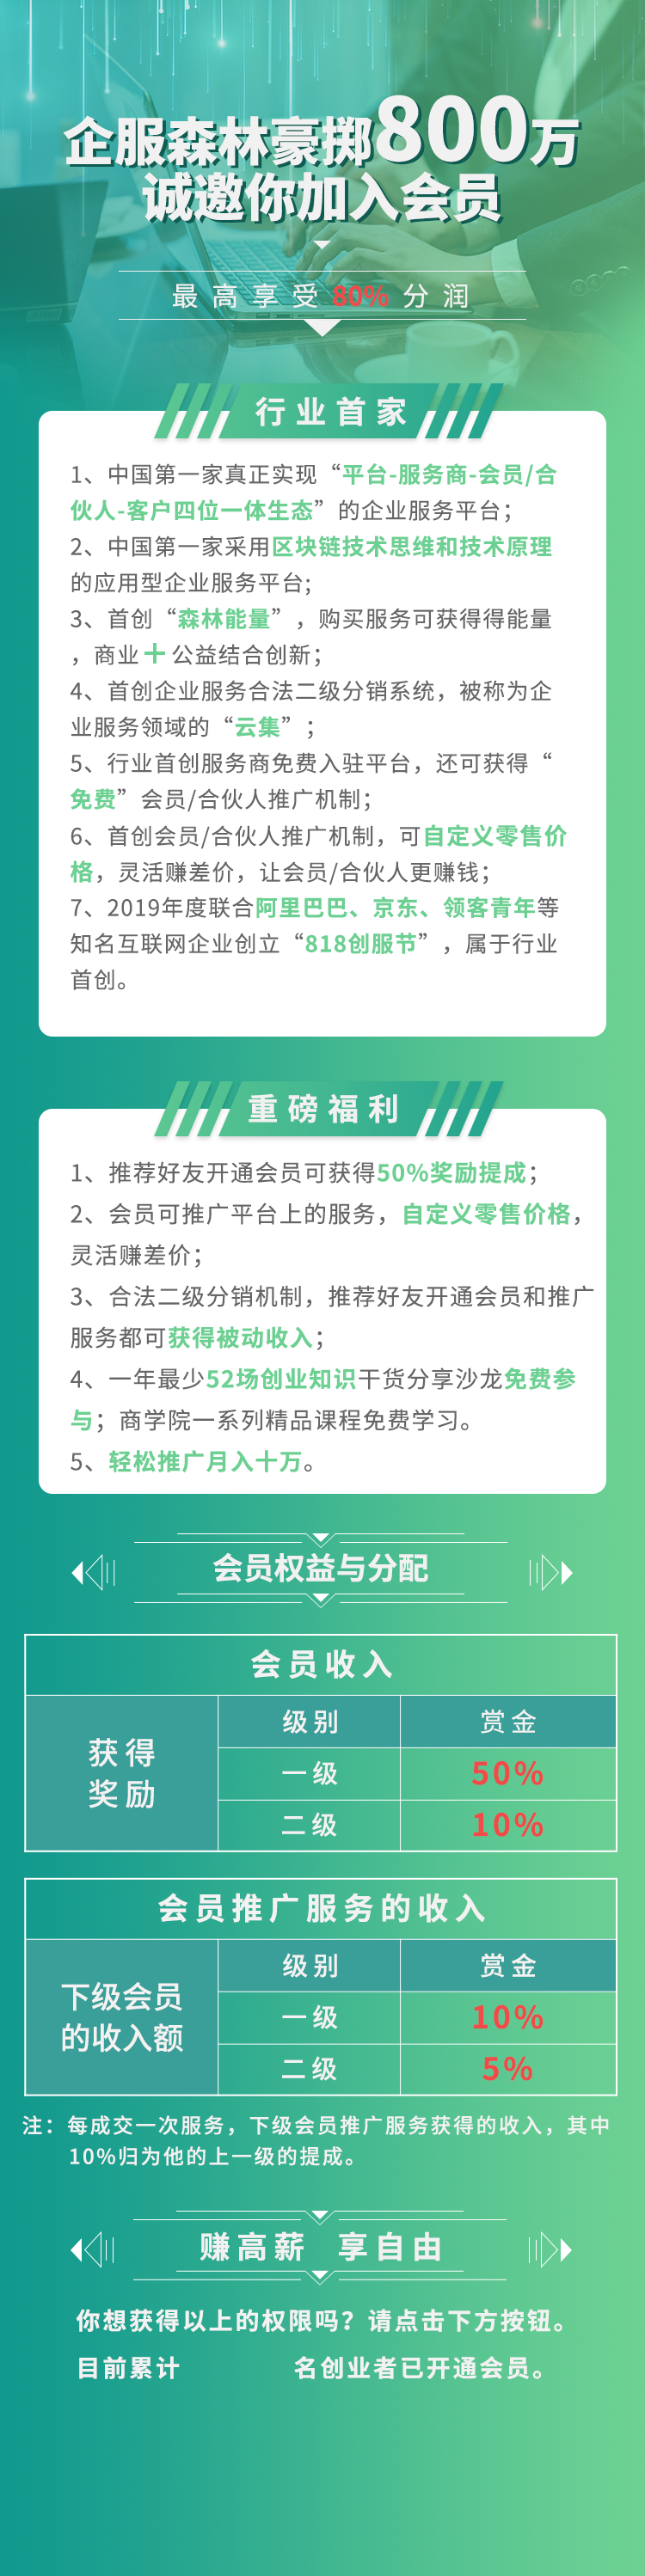 企服森林豪掷800万
诚邀你加入会员
最高享受80%分润
行业首家
1、中国第一家真正实现“平台-服务商-会员/合
伙人-客户四位一体生态”的企业服务平台；
2、中国第一家采用区块链技术思维和技术原理
的应用型企业服务平台;
3、首创“森林能量”，购买服务可获得得能量
，商业十公益结合创新；
4、首创企业服务合法二级分销系统，被称为企
业服务领域的“云集”；
5、行业首创服务商免费入驻平台，还可获得“
免费”会员/合伙人推广机制；
6、首创会员/合伙人推广机制，可自定义零售价
格，灵活赚差价，让会员/合伙人更赚钱；
7、2019年度联合阿里巴巴、京东、领客青年等
知名互联网企业创立“818创服节”，属于行业
首创。
重磅福利
1、推荐好友开通会员可获得50%奖励提成；
2、会员可推广平台上的服务，自定义零售价格，
灵活赚差价；
3、合法二级分销机制，推荐好友开通会员和推广
服务都可获得被动收入；
4、一年最少52场创业知识干货分享沙龙免费参
与；商学院一系列精品课程免费学习。
5、轻松推广月入十万。
会员权益与分配
会员收入
获得
奖励
级别 赏金
一级 50%
二级 10%
会员推广服务的收入
下级会员
的收入额
级别 赏金
一级 10%
二级 5%
注：每成交一次服务，下级会员推广服务获得的收入，其中
10%归为他的上一级的提成。
赚高薪 享自由
你想获得以上的权限吗？请点击下方按钮。
目前累计 名创业者已开通会员。